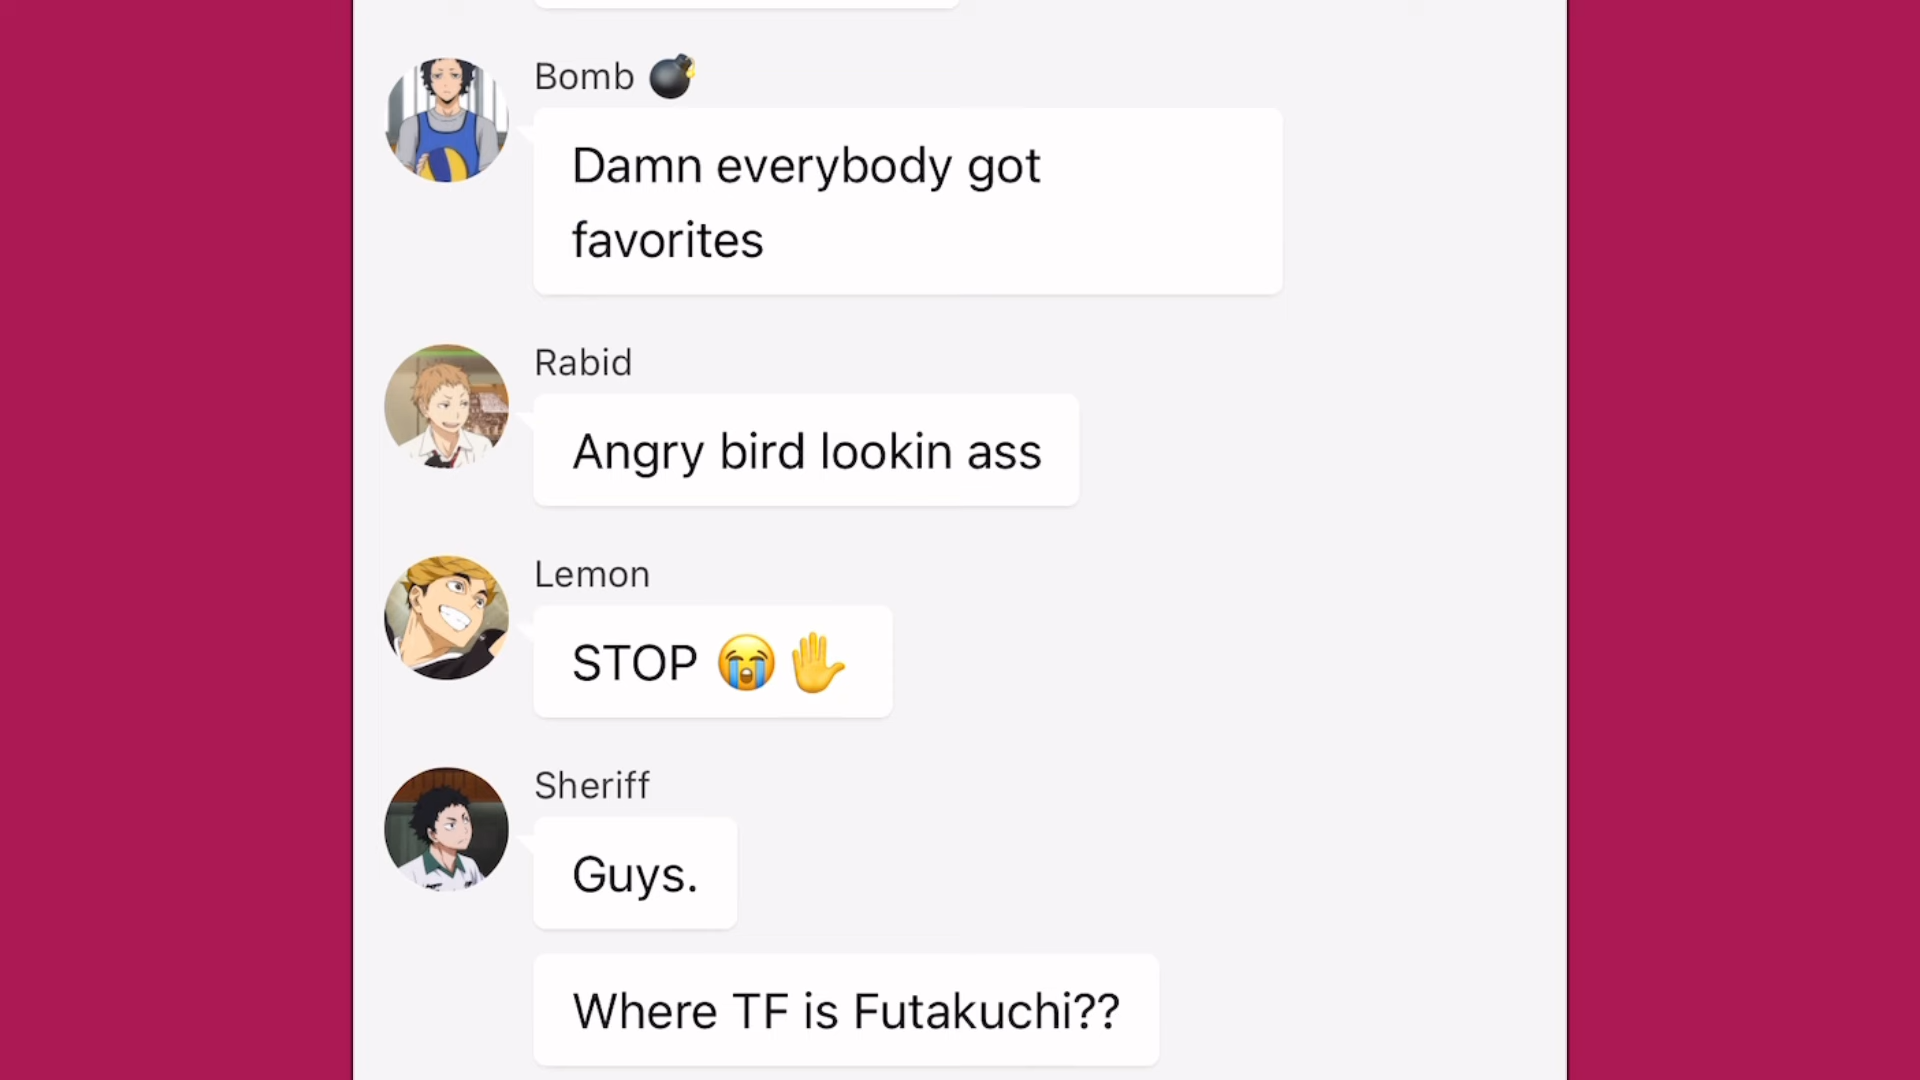 Bomb 💣
Damn everybody got
favorites
Rabid
Angry bird lookin ass
Lemon
STOP 😭✋
Sheriff
Guys.
Where TF is Futakuchi??